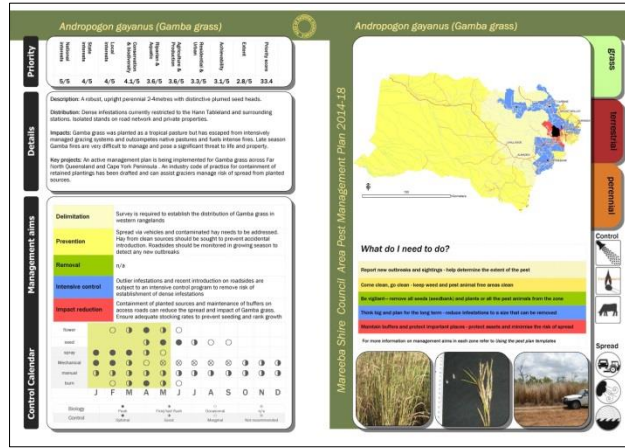 Andropogon gayanus (Gamba grass)
Priority
National interests
State interests
Local interests
Conservation & biodiversity
Riparian & Aquatic
Agriculture & Production
Residential & Urban
Achievability
Extent
Priority score
5/5 4/5 4/5 4.1/5 3.6/5 3.6/5 3.3/5 3.1/5 2.8/5 33.4
Details
Description: A robust, upright perennial 3-4metres with distinctive plumed seed heads.
Distribution: Dense infestations currently restricted to the Hann Tableland and surrounding
stations. Isolated stands on road network and private properties.
Impacts: Gamba grass was planted as a tropical pasture but has escaped from intensively
managed grazing systems and outcompetes native pastures and fuels intense fires. Late season
Gamba fires are very difficult to manage and pose a significant threat to life and property.
Key projects: An active management plan is being implemented for Gamba grass across Far
North Queensland and Cape York Peninsula - An industry code of practice for containment of
retained plantings has been drafted and can assist graziers manage risk of spread from planted
sources.
Management aims
Delimitation
Survey is required to establish the distribution of Gamba grass in
western rangelands
Prevention
Spread via vehicles and contaminated hay needs to be addressed.
Hay from clean sources should be sought to prevent accidental
introduction. Roadsides should be monitored in growing season to
detect any new outbreaks
Removal
n/a
Intensive control
Outlier infestations and recent introduction on roadsides are
subject to an intensive control program to remove risk of
establishment of dense infestations
Impact reduction
Containment of planted sources and maintenance of buffers on
access roads can reduce the spread and impact of Gamba grass.
Ensure adequate stocking rates to prevent seeding and rank growth
Control Calendar
flower
seed
spray
Mechanical
manual
burn
J F M A M J J A S O N D
Biology
Peak
Occasional
n/a
Control
Optimal
Good
Marginal
Not recommended
Mareeba Shire Council Area Pest Management Plan 2014-18
Andropogon gayanus (Gamba grass)
grass
terrestrial
perennial
Control
Spread
What do I need to do?
Report new outbreaks and sightings - help determine the extent of the pest
Come clean, go clean - keep weed and pest animal free areas clean
Be vigilant - remove all seeds (seedbank) and plants or all the pest animals from the zone
Think big and plan for the long term - reduce infestations to a size that can be removed
Maintain buffers and protect important places - protect assets and minimise the risk of spread
For more information on management aims in each zone refer to Using the pest plan templates